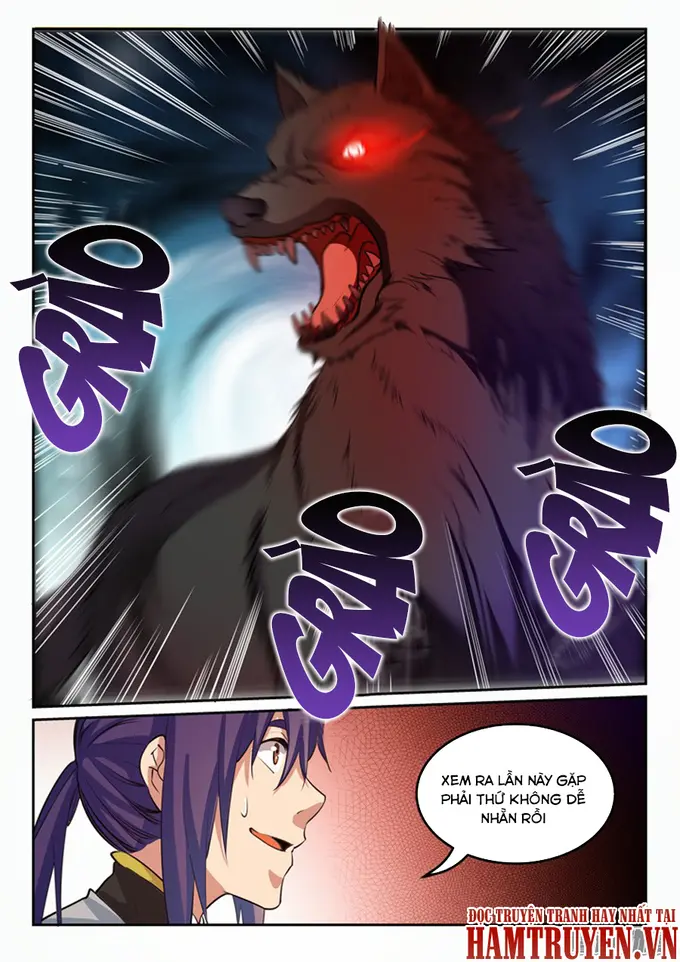 GRÀO
GRÀO
GRÀO
XEM RA LẦN NÀY GẶP
PHẢI THỨ KHÔNG DỄ
NHẰN RỒI
ĐỌC TRUYỆN TRANH HAY NHẤT TẠI
HAMTRUYEN.VN